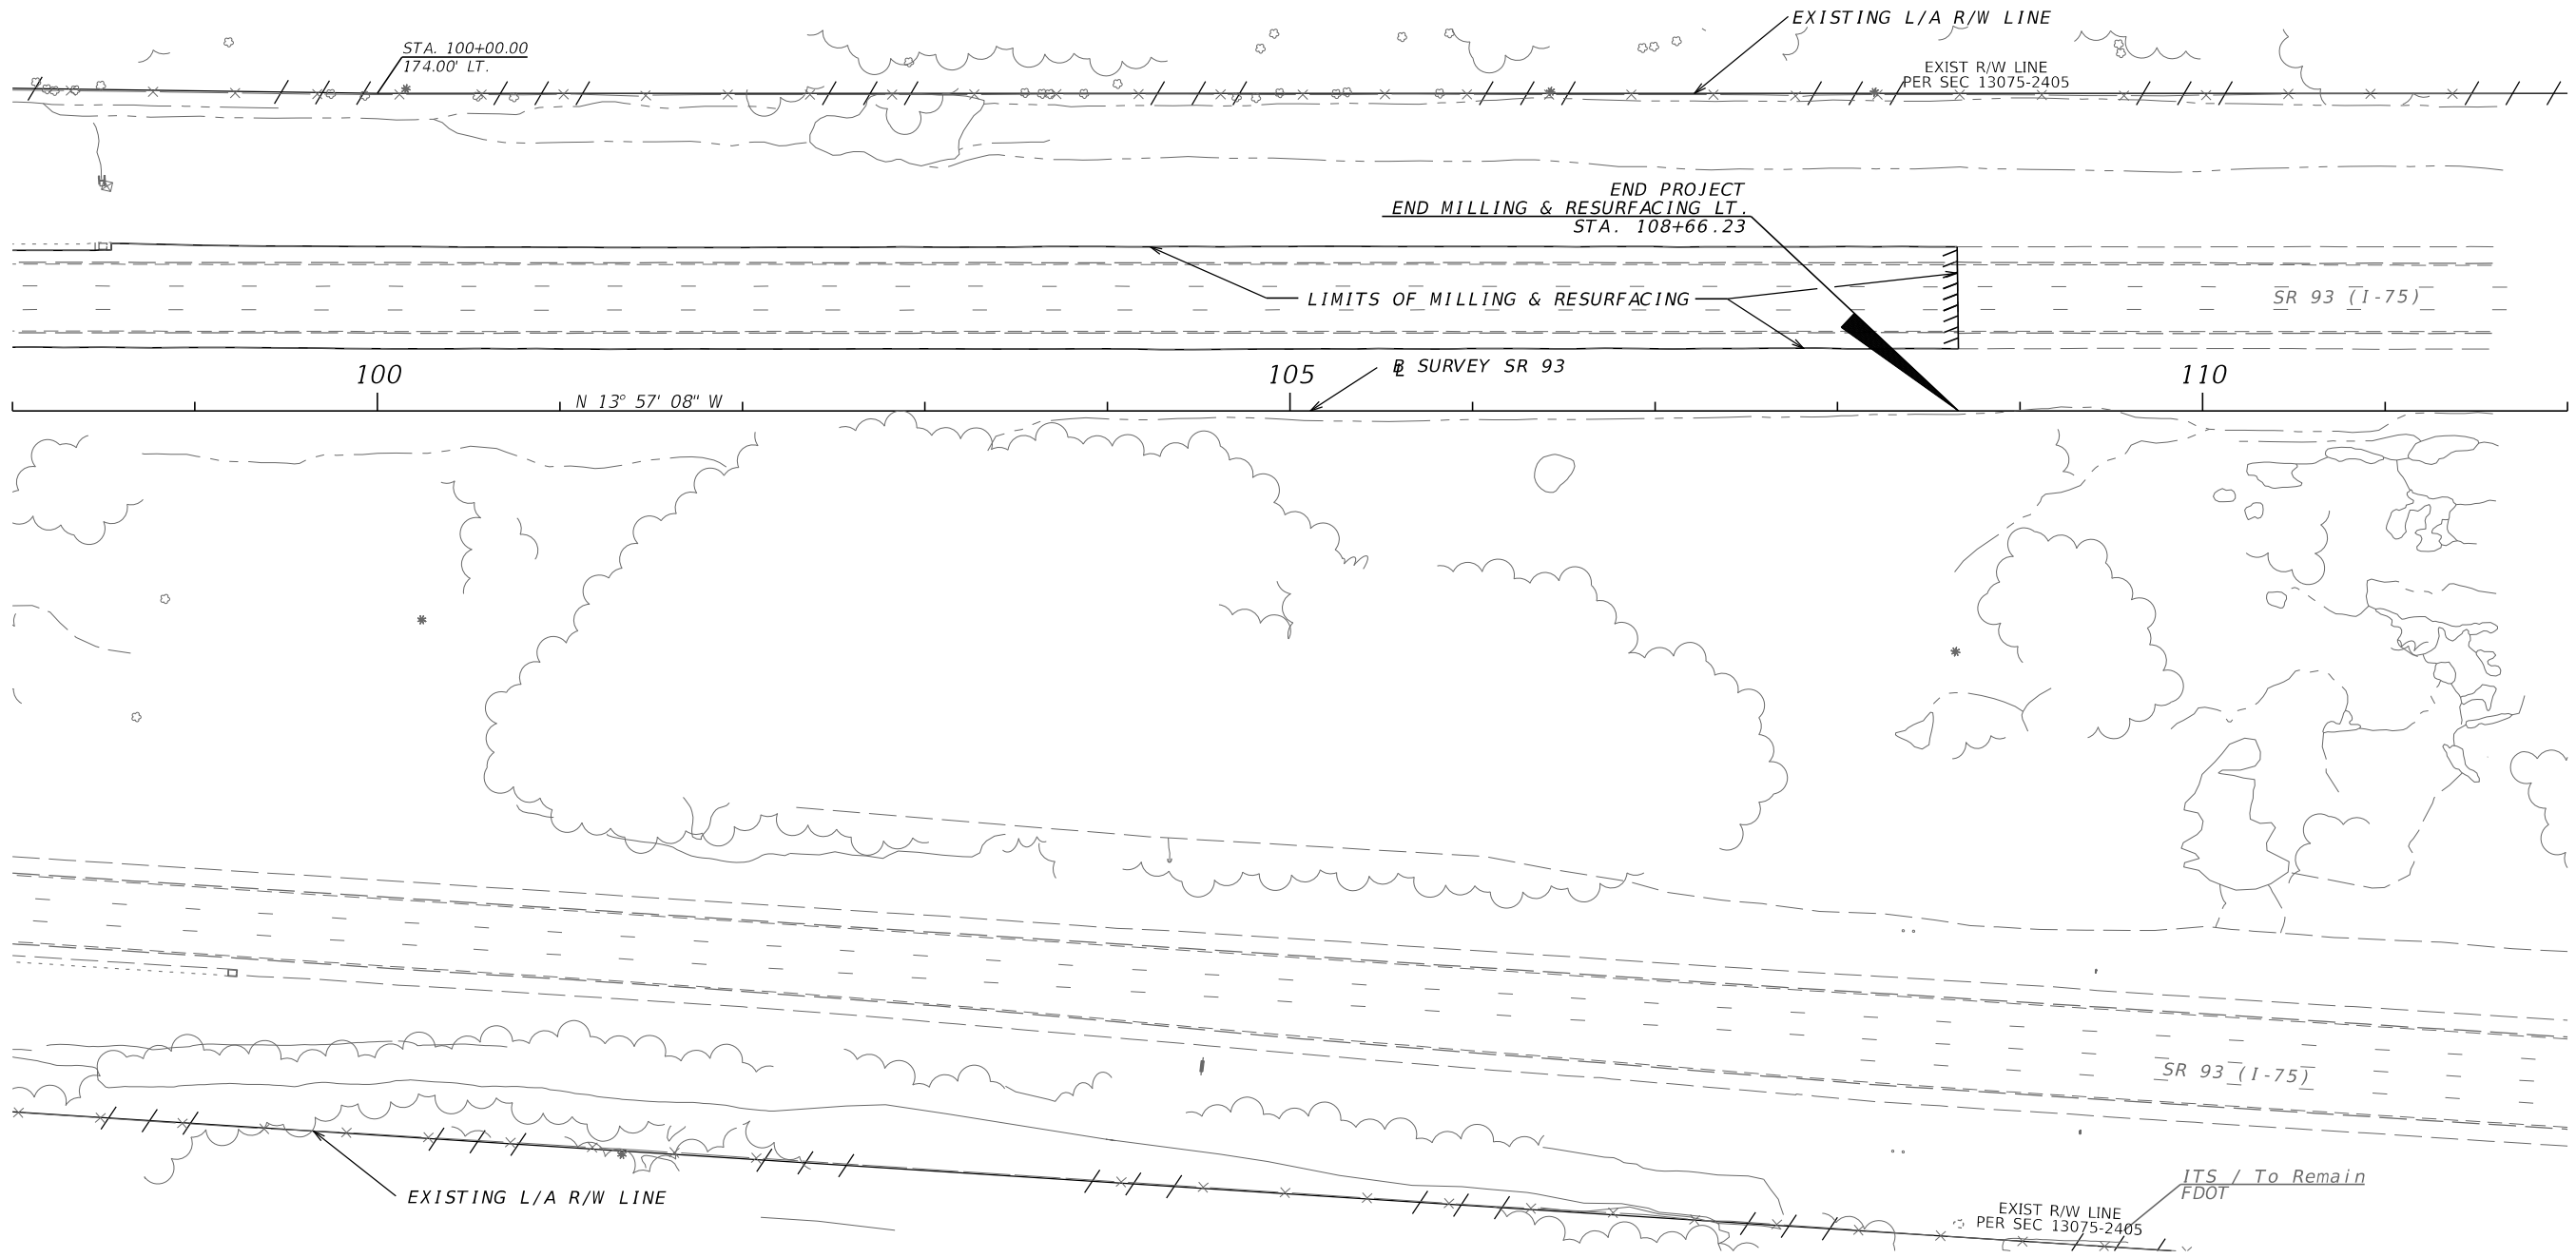 EXISTING L/A R/W LINE
STA. 100+00.00
174.00' LT.
EXIST R/W LINE
PER SEC 13075-2405
END PROJECT
END MILLING & RESURFACING LT.
STA. 108+66.23
LIMITS OF MILLING & RESURFACING
SR 93 (I-75)
100
105
110
BL SURVEY SR 93
N 13° 57' 08" W
SR 93 (I-75)
EXISTING L/A R/W LINE
ITS / To Remain
FDOT
EXIST R/W LINE
PER SEC 13075-2405